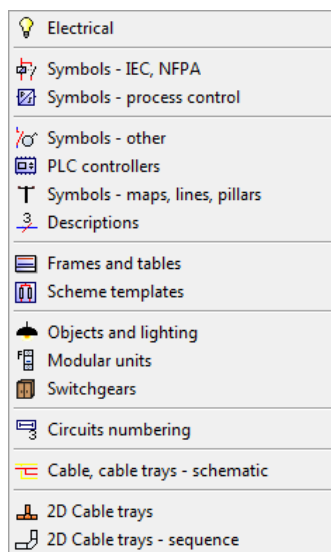 Electrical
Symbols - IEC, NFPA
Symbols - process control
Symbols - other
PLC controllers
Symbols - maps, lines, pillars
Descriptions
Frames and tables
Scheme templates
Objects and lighting
Modular units
Switchgears
Circuits numbering
Cable, cable trays - schematic
2D Cable trays
2D Cable trays - sequence